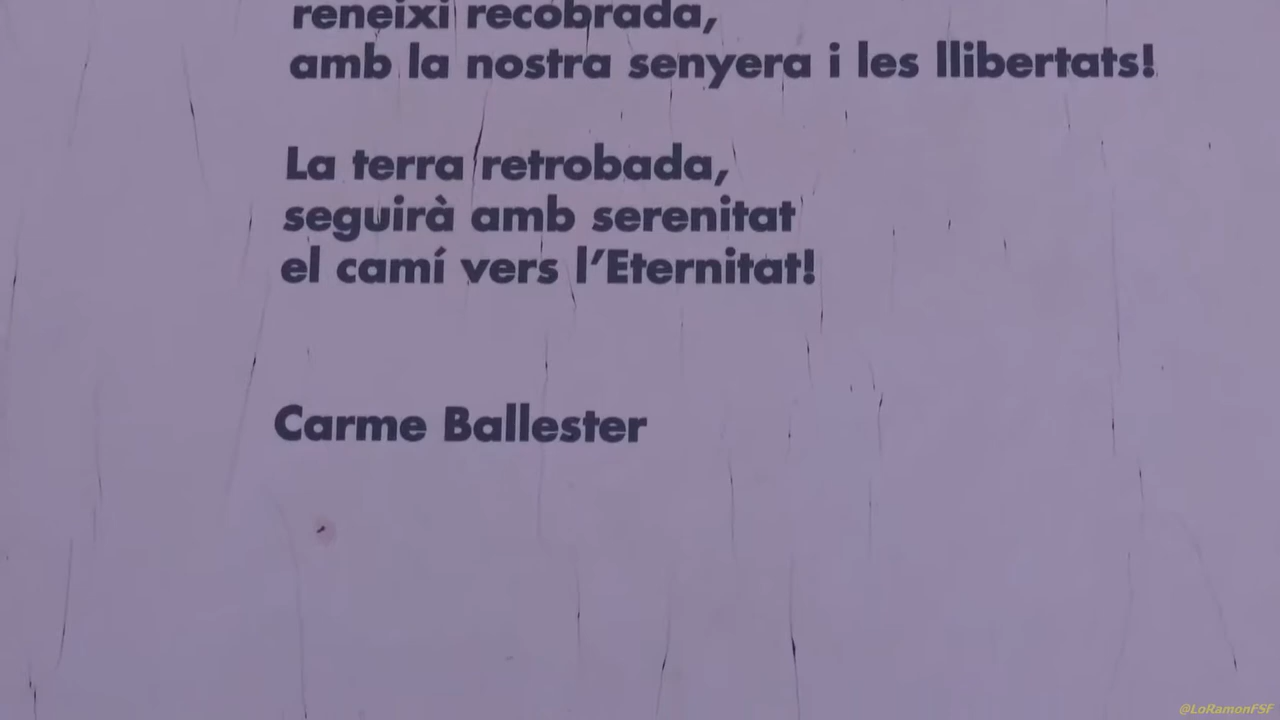 reneixi recobrada,
amb la nostra senyera i les llibertats!
La terra retrobada,
seguirà amb serenitat
el camí vers l’Eternitat!
Carme Ballester
@LoRamonFSF